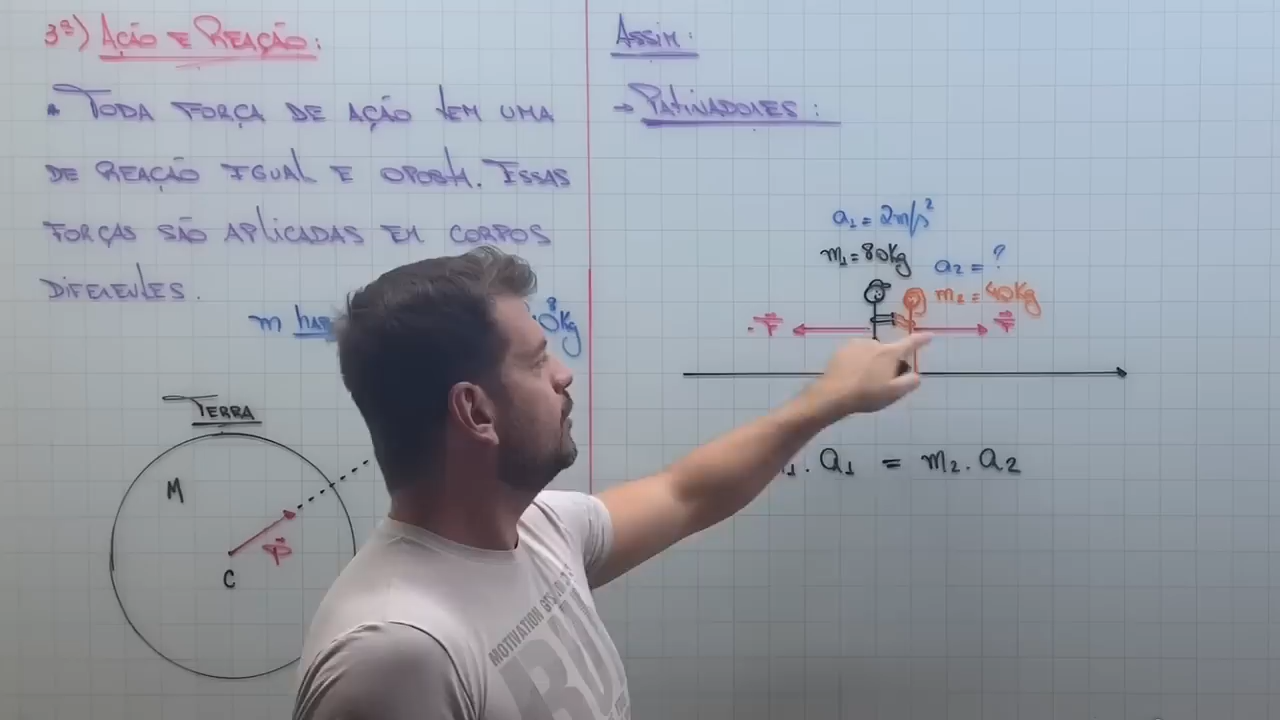 3ª) AÇÃO E REAÇÃO:
• TODA FORÇA DE AÇÃO TEM UMA
DE REAÇÃO IGUAL E OPOSTA. ESSAS
FORÇAS SÃO APLICADAS EM CORPOS
DIFERENTES.
m
TERRA
M
F
C
ASSIM:
→ PATINADORES:
a1 = 2m/s²
m1 = 80kg
a2 = ?
m2 = 40kg
F
F
. a1 = m2 . a2
MOTIVATION